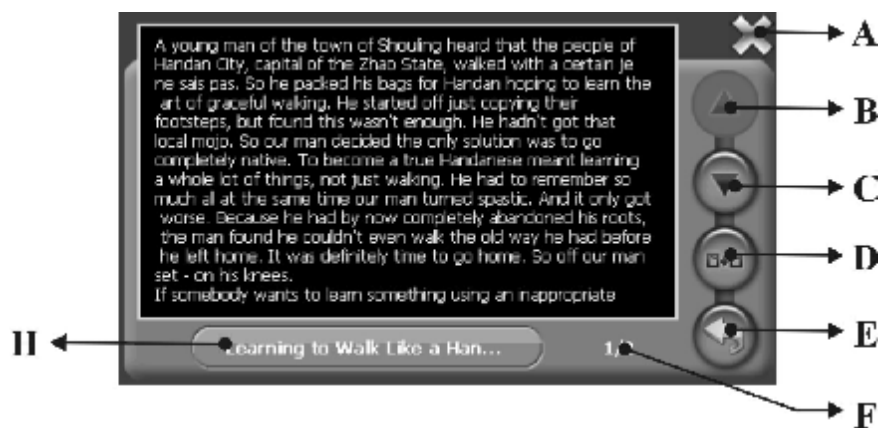 A young man of the town of Shouling heard that the people of
Handan City, capital of the Zhao State, walked with a certain je
ne sais pas. So he packed his bags for Handan hoping to learn the
art of graceful waking. He started off just copying their
footsteps, but found this wasn't enough. He hadn't got that
local mojo. So our man decided the only solution was to go
completely native. To become a true Handanese meant learning
a whole lot of things, not just walking. He had to remember so
much all at the same time our man turned spastic. And it only got
worse. Because he had by now completely abandoned his roots,
the man found he couldn't even walk the old way he had before
he left home. It was definitely time to go home. So off our man
set - on his knees.
If somebody wants to learn something using an inappropriate
Learning to Walk Like a Han...
1/
A
B
C
D
E
F
H